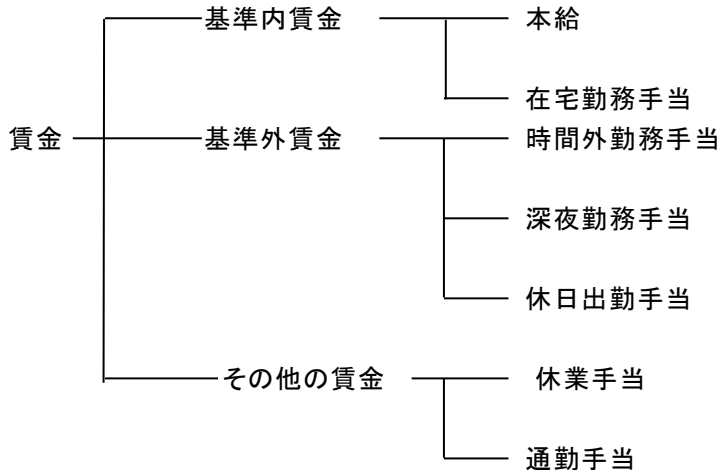 基準内賃金 本給
在宅勤務手当
賃金 基準外賃金 時間外勤務手当
深夜勤務手当
休日出勤手当
その他の賃金 休業手当
通勤手当